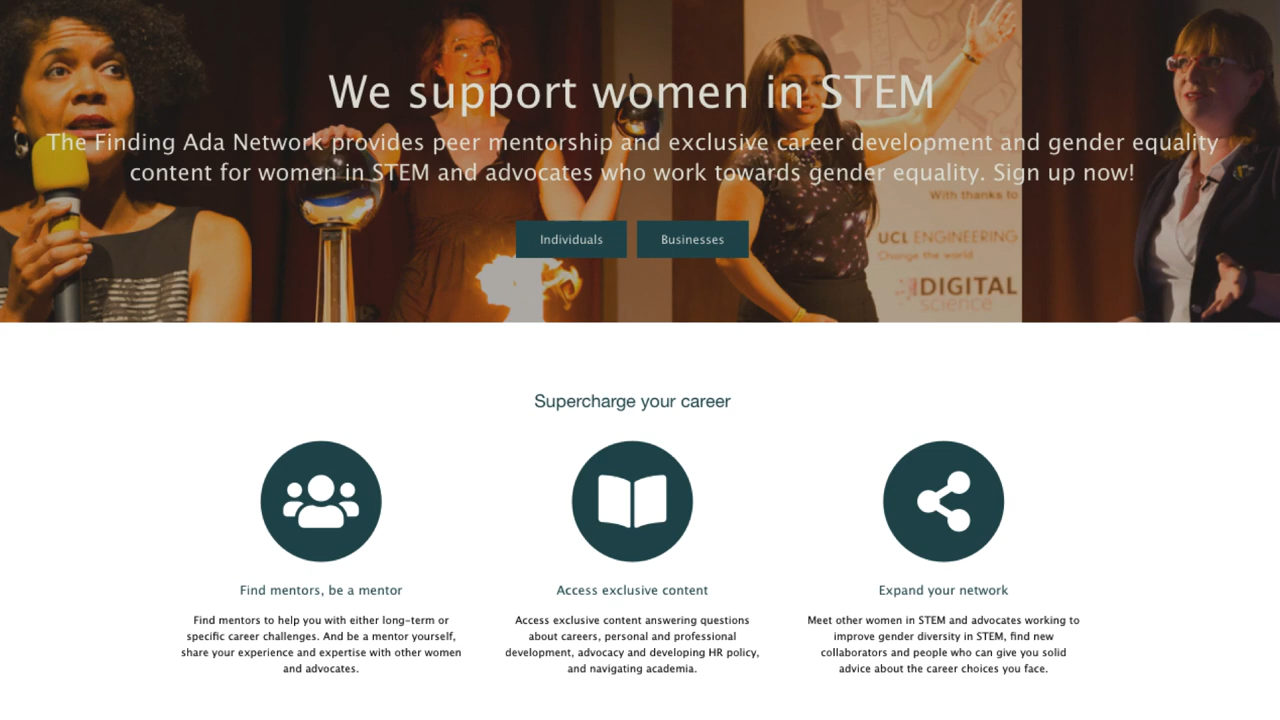 We support women in STEM
The Finding Ada Network provides peer mentorship and exclusive career development and gender equality
content for women in STEM and advocates who work towards gender equality. Sign up now!
With thanks to
Individuals
Businesses
UCL ENGINEERING
Change the world
DIGITAL
science
Supercharge your career
Find mentors, be a mentor
Find mentors to help you with either long-term or
specific career challenges. And be a mentor yourself,
share your experience and expertise with other women
and advocates.
Access exclusive content
Access exclusive content answering questions
about careers, personal and professional
development, advocacy and developing HR policy,
and navigating academia.
Expand your network
Meet other women in STEM and advocates working to
improve gender diversity in STEM, find new
collaborators and people who can give you solid
advice about the career choices you face.